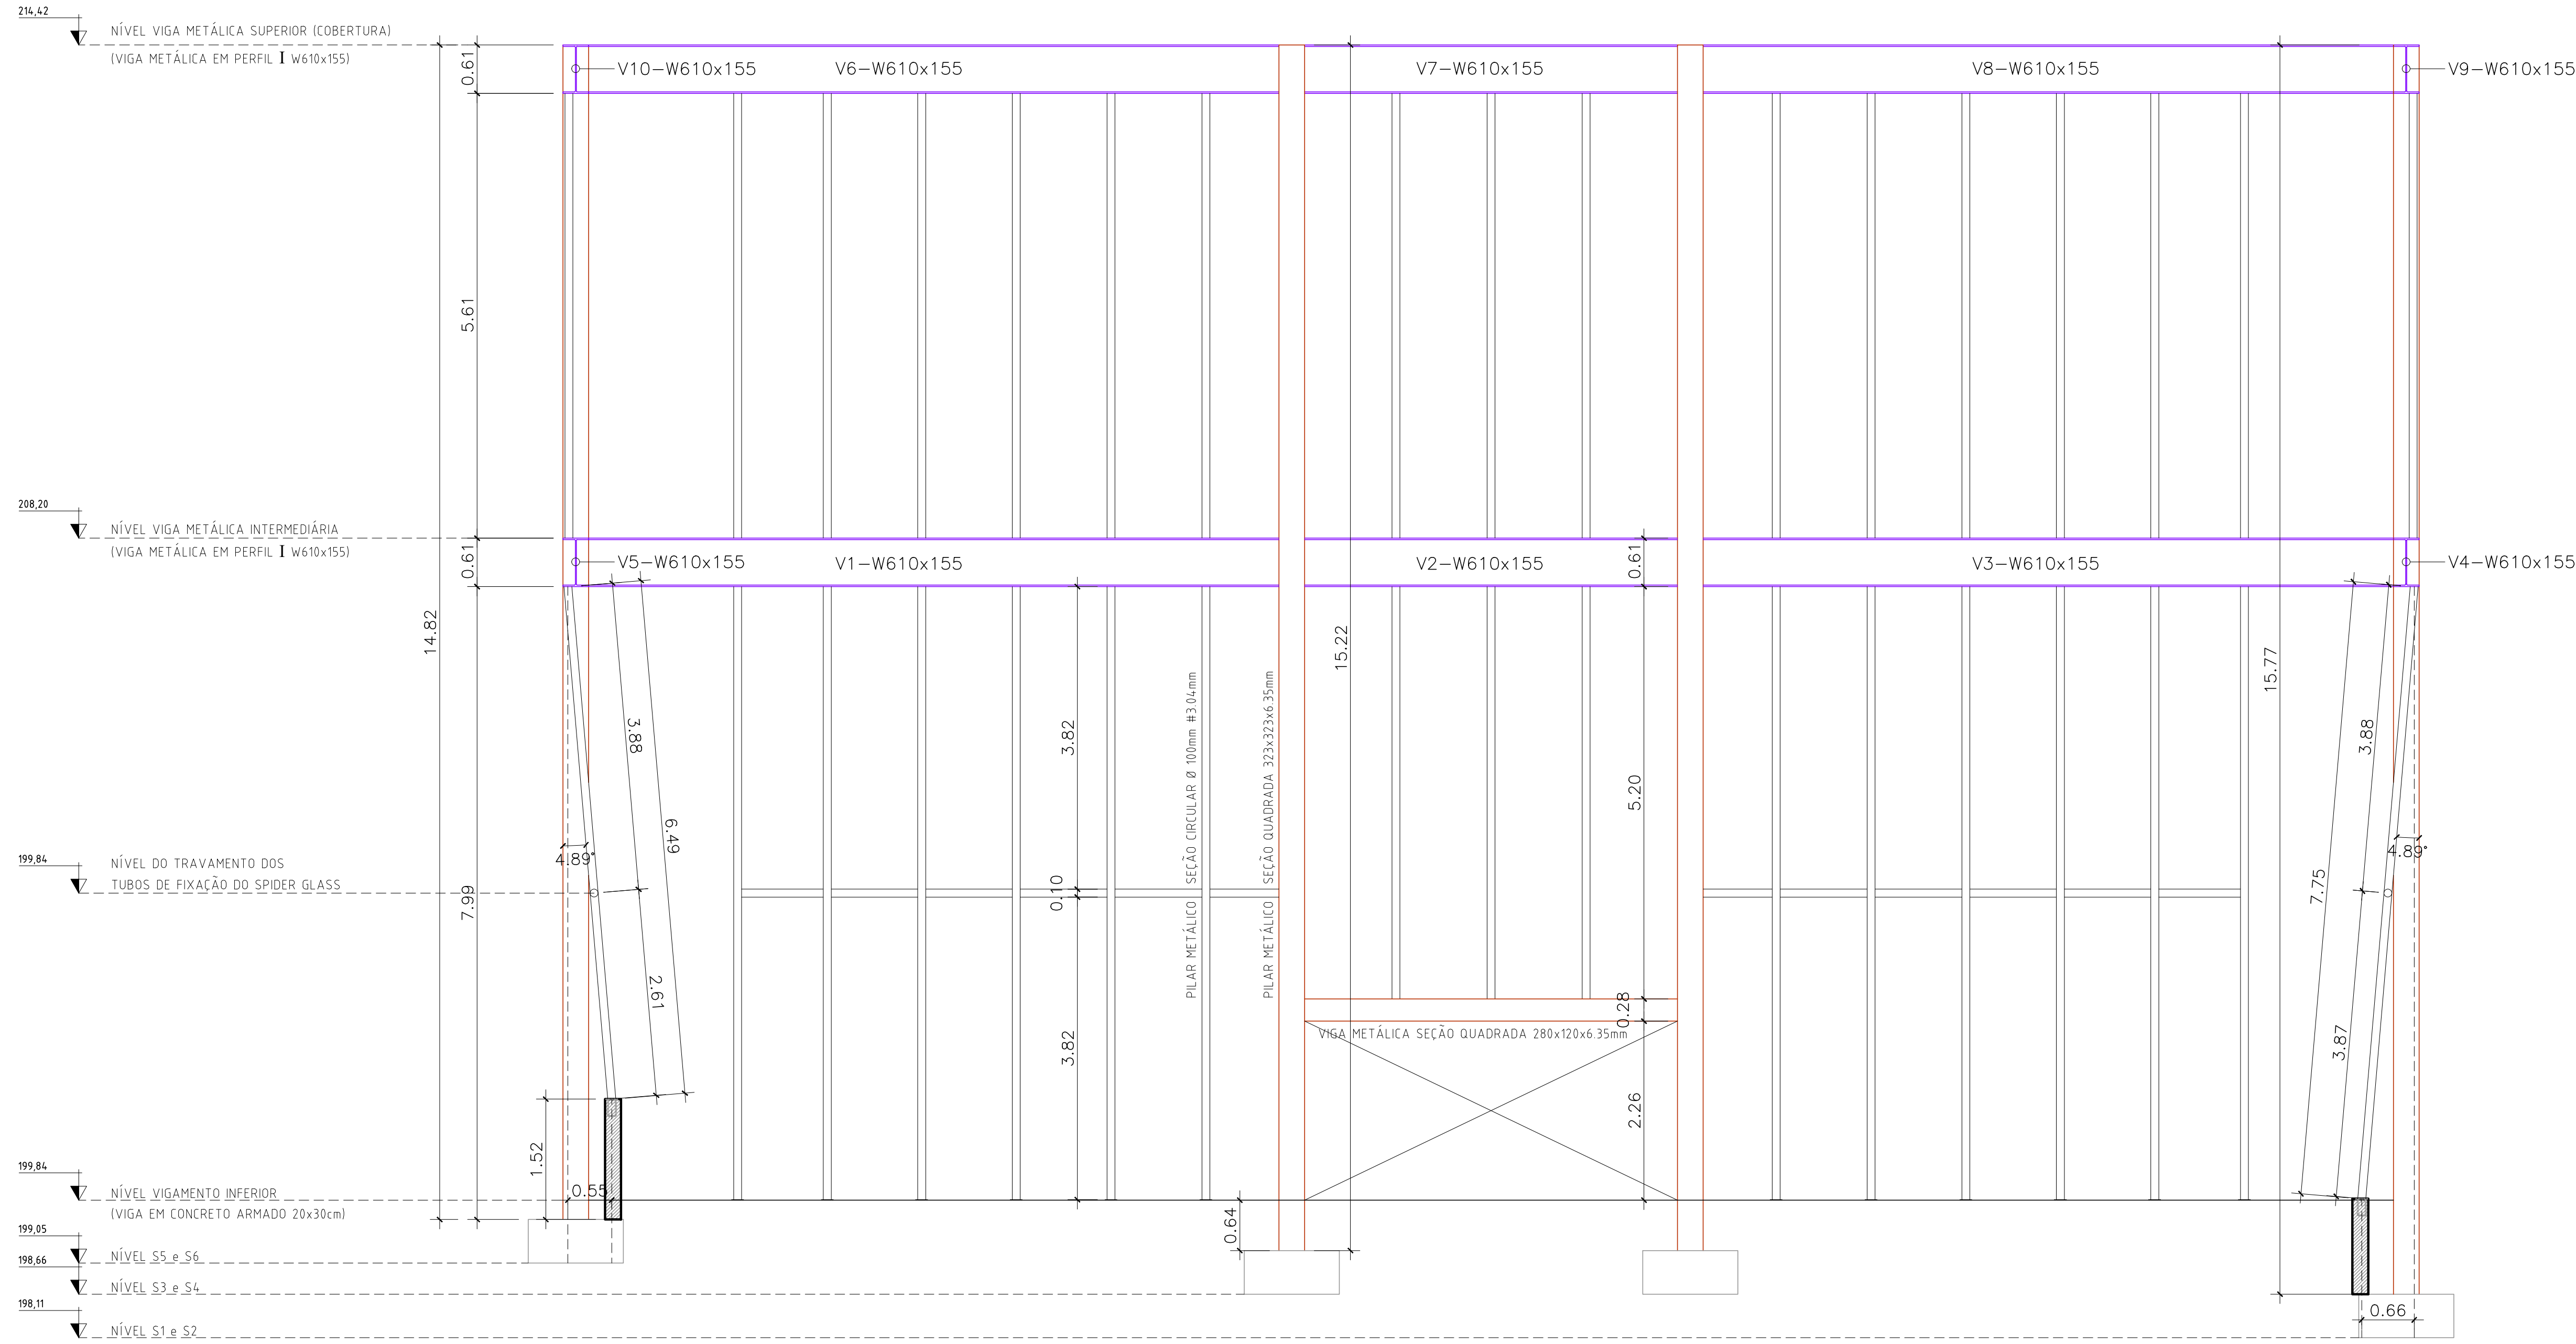 214,42
NÍVEL VIGA METÁLICA SUPERIOR (COBERTURA)
(VIGA METÁLICA EM PERFIL I W610x155)
0.61
V10-W610x155
V6-W610x155
V7-W610x155
V8-W610x155
V9-W610x155
5.61
208,20
NÍVEL VIGA METÁLICA INTERMEDIÁRIA
(VIGA METÁLICA EM PERFIL I W610x155)
0.61
V5-W610x155
V1-W610x155
V2-W610x155
0.61
V3-W610x155
V4-W610x155
14.82
15.22
15.77
3.88
6.49
3.82
5.20
3.88
4.89°
4.89°
199,84
NÍVEL DO TRAVAMENTO DOS
TUBOS DE FIXAÇÃO DO SPIDER GLASS
7.99
0.10
PILAR METÁLICO SEÇÃO CIRCULAR Ø 100mm #3.04mm
PILAR METÁLICO SEÇÃO QUADRADA 323x323x6.35mm
7.75
2.61
0.28
VIGA METÁLICA SEÇÃO QUADRADA 280x120x6.35mm
3.82
3.87
2.26
1.52
199,84
NÍVEL VIGAMENTO INFERIOR
(VIGA EM CONCRETO ARMADO 20x30cm)
0.55
0.64
199,05
NÍVEL S5 e S6
198,66
NÍVEL S3 e S4
198,11
NÍVEL S1 e S2
0.66